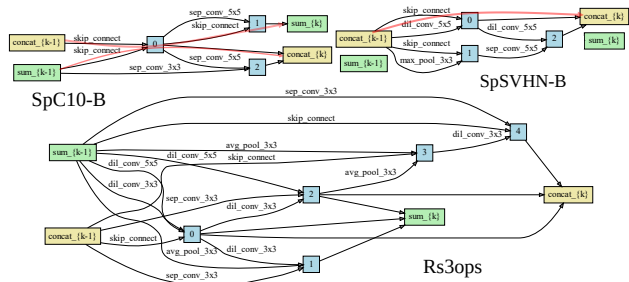 sep_conv_5x5
skip_connect
1
sum_{k}
skip_connect
concat_{k-1}
0
skip_connect
sep_conv_5x5
concat_{k}
sum_{k-1}
sep_conv_3x3
2
SpC10-B
skip_connect
concat_{k}
dil_conv_5x5
0
dil_conv_5x5
concat_{k-1}
2
sum_{k}
skip_connect
sep_conv_5x5
1
sum_{k-1}
max_pool_3x3
SpSVHN-B
sep_conv_3x3
skip_connect
4
dil_conv_3x3
avg_pool_3x3
sum_{k-1}
dil_conv_5x5
3
dil_conv_5x5
skip_connect
avg_pool_3x3
dil_conv_3x3
sep_conv_3x3
2
concat_{k}
dil_conv_3x3
sum_{k}
concat_{k-1}
0
skip_connect
dil_conv_3x3
avg_pool_3x3
1
sep_conv_3x3
Rs3ops